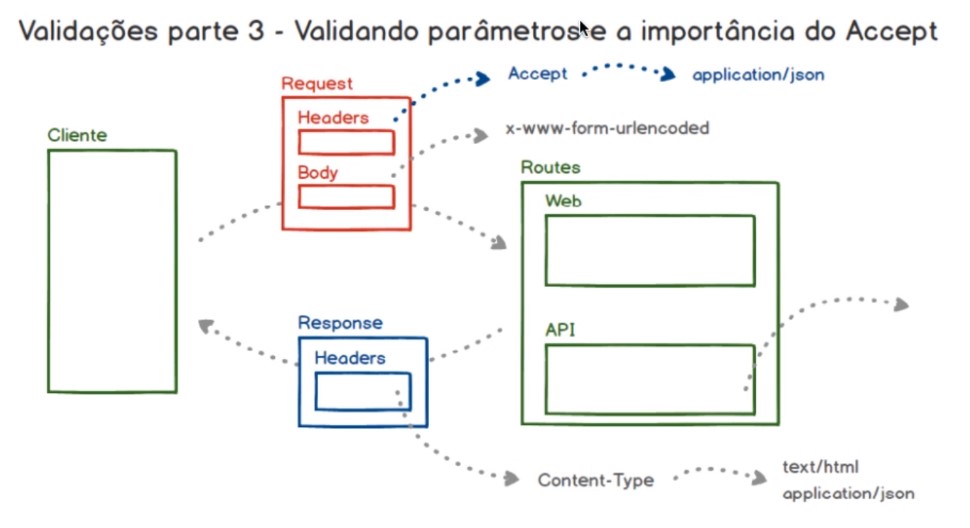 Validações parte 3 - Validando parâmetros e a importância do Accept
Request
Accept
application/json
Headers
x-www-form-urlencoded
Cliente
Body
Routes
Web
Response
API
Headers
Content-Type
text/html
application/json